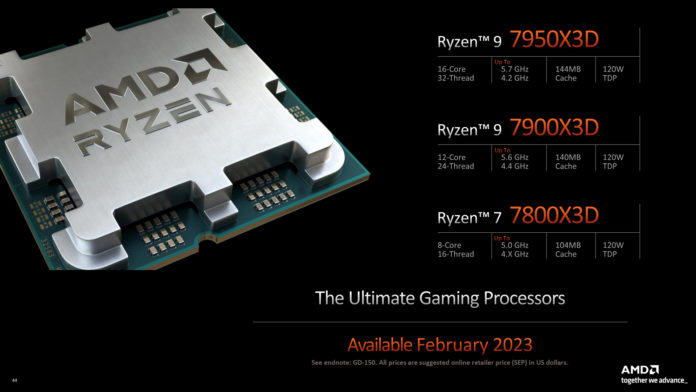 AMD
RYZEN
Ryzen™ 9 7950X3D
16-Core
32-Thread
Up To
5.7 GHz
4.2 GHz
144MB
Cache
120W
TDP
Ryzen™ 9 7900X3D
12-Core
24-Thread
Up To
5.6 GHz
4.4 GHz
140MB
Cache
120W
TDP
Ryzen™ 7 7800X3D
8-Core
16-Thread
Up To
5.0 GHz
4.X GHz
104MB
Cache
120W
TDP
The Ultimate Gaming Processors
Available February 2023
See endnote: GD-150. All prices are suggested online retailer price (SEP) in US dollars.
44
AMD
together we advance_